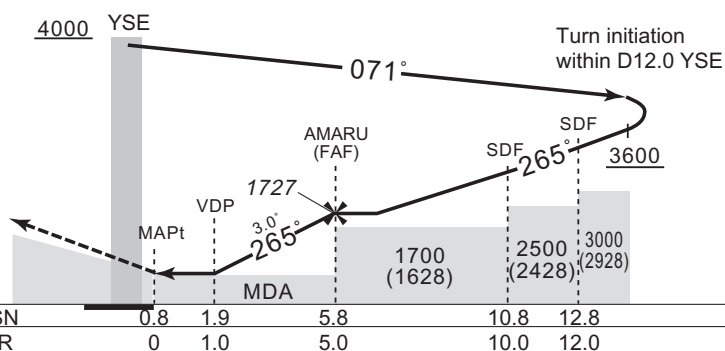 4000
YSE
Turn initiation
within D12.0 YSE
071°
AMARU
(FAF)
SDF
SDF
265°
3600
1727
VDP
3.0°
265°
MAPt
1700
(1628)
2500
(2428)
3000
(2928)
MDA
SN 0.8 1.9 5.8 10.8 12.8
R 0 1.0 5.0 10.0 12.0